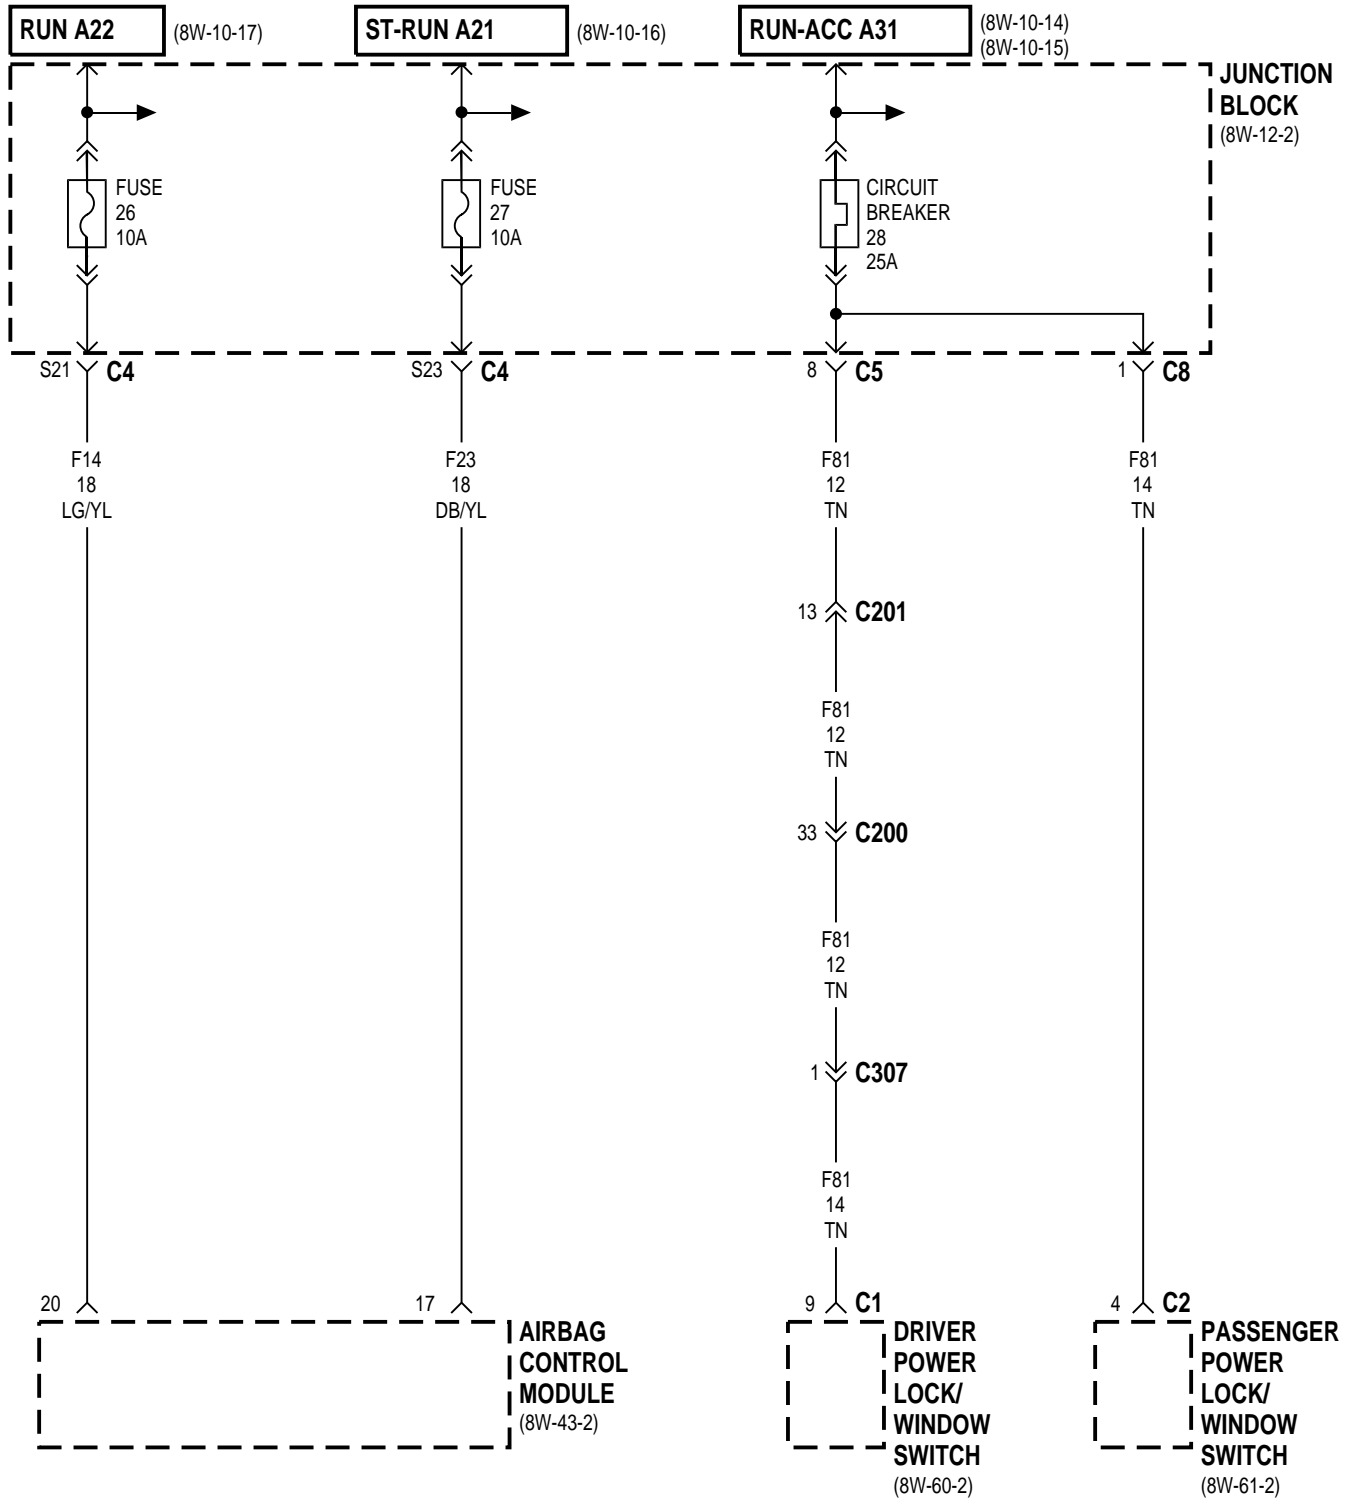 RUN A22
(8W-10-17)
ST-RUN A21
(8W-10-16)
RUN-ACC A31
(8W-10-14)
(8W-10-15)
JUNCTION
BLOCK
(8W-12-2)
FUSE
26
10A
FUSE
27
10A
CIRCUIT
BREAKER
28
25A
S21
C4
S23
C4
8
C5
1
C8
F14
18
LG/YL
F23
18
DB/YL
F81
12
TN
F81
14
TN
13
C201
F81
12
TN
33
C200
F81
12
TN
1
C307
F81
14
TN
20
17
9
C1
4
C2
AIRBAG
CONTROL
MODULE
(8W-43-2)
DRIVER
POWER
LOCK/
WINDOW
SWITCH
(8W-60-2)
PASSENGER
POWER
LOCK/
WINDOW
SWITCH
(8W-61-2)